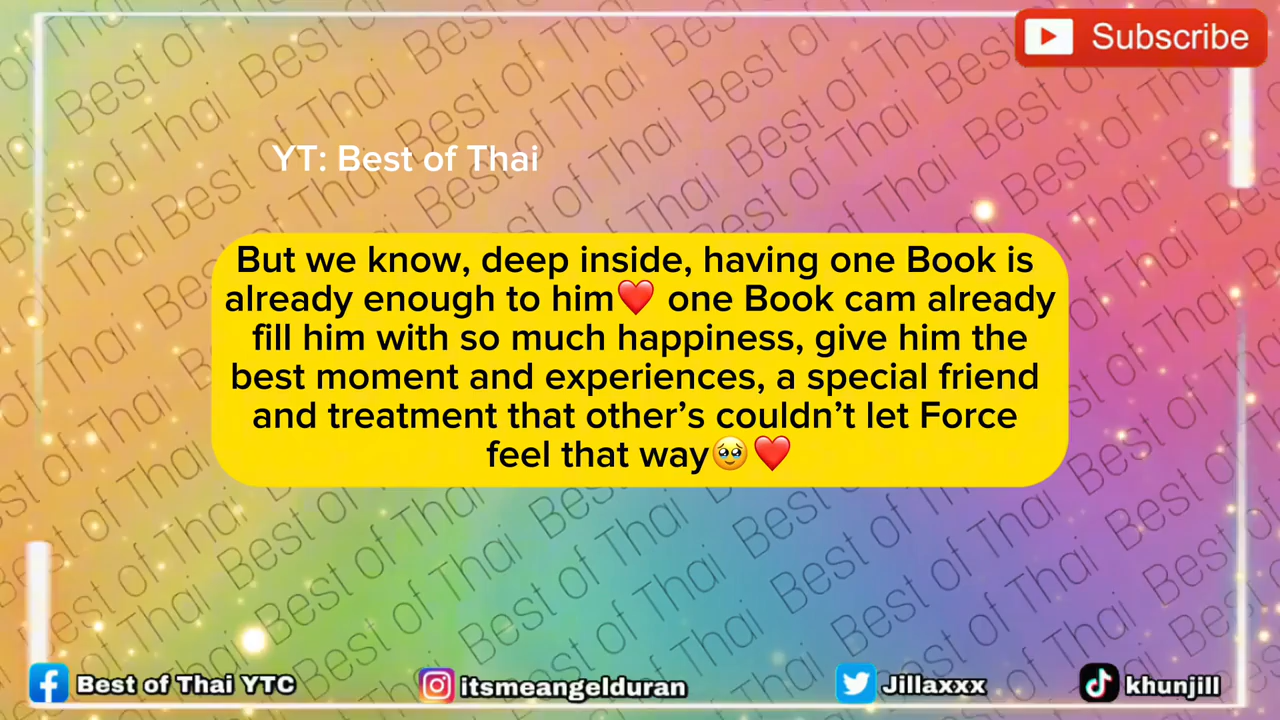 Subscribe
YT: Best of Thai
But we know, deep inside, having one Book is
already enough to him❤️ one Book cam already
fill him with so much happiness, give him the
best moment and experiences, a special friend
and treatment that other’s couldn’t let Force
feel that way🥹❤️
Best of Thai YTC
itsmeangelduran
Jillaxxx
khunjill